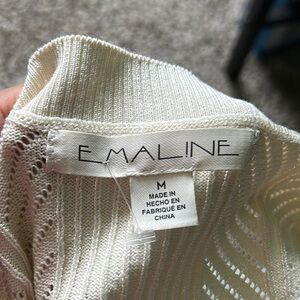 EMALINE
M
MADE IN
HECHO EN
FABRIQUÉ EN
CHINA